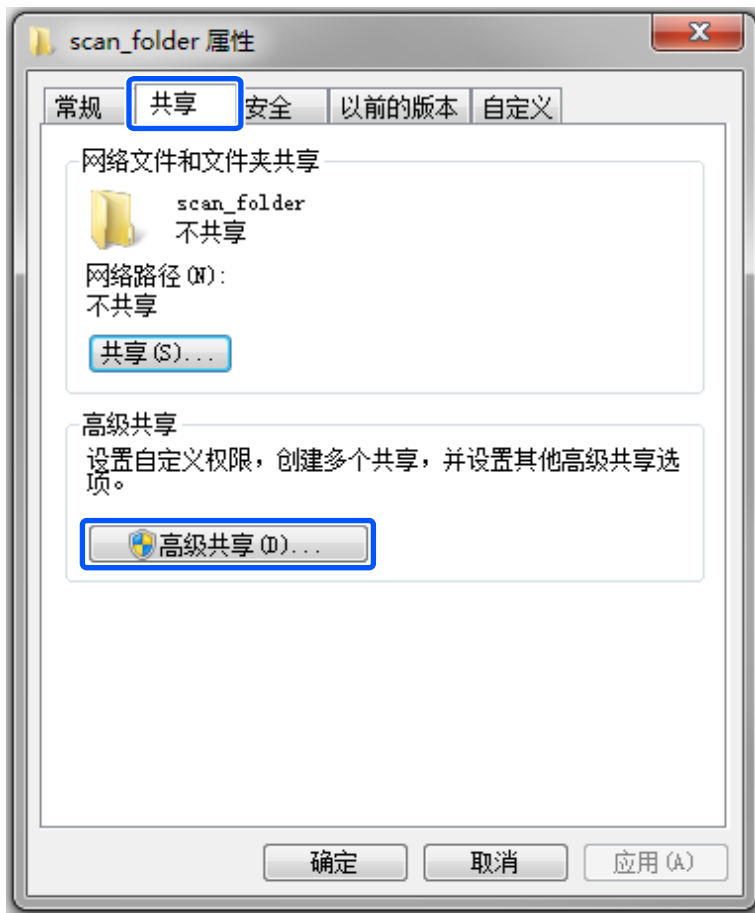 scan_folder 属性
常规 共享 安全 以前的版本 自定义
网络文件和文件夹共享
scan_folder
不共享
网络路径(N):
不共享
共享(S)...
高级共享
设置自定义权限，创建多个共享，并设置其他高级共享选
项。
高级共享(D)...
确定 取消 应用(A)